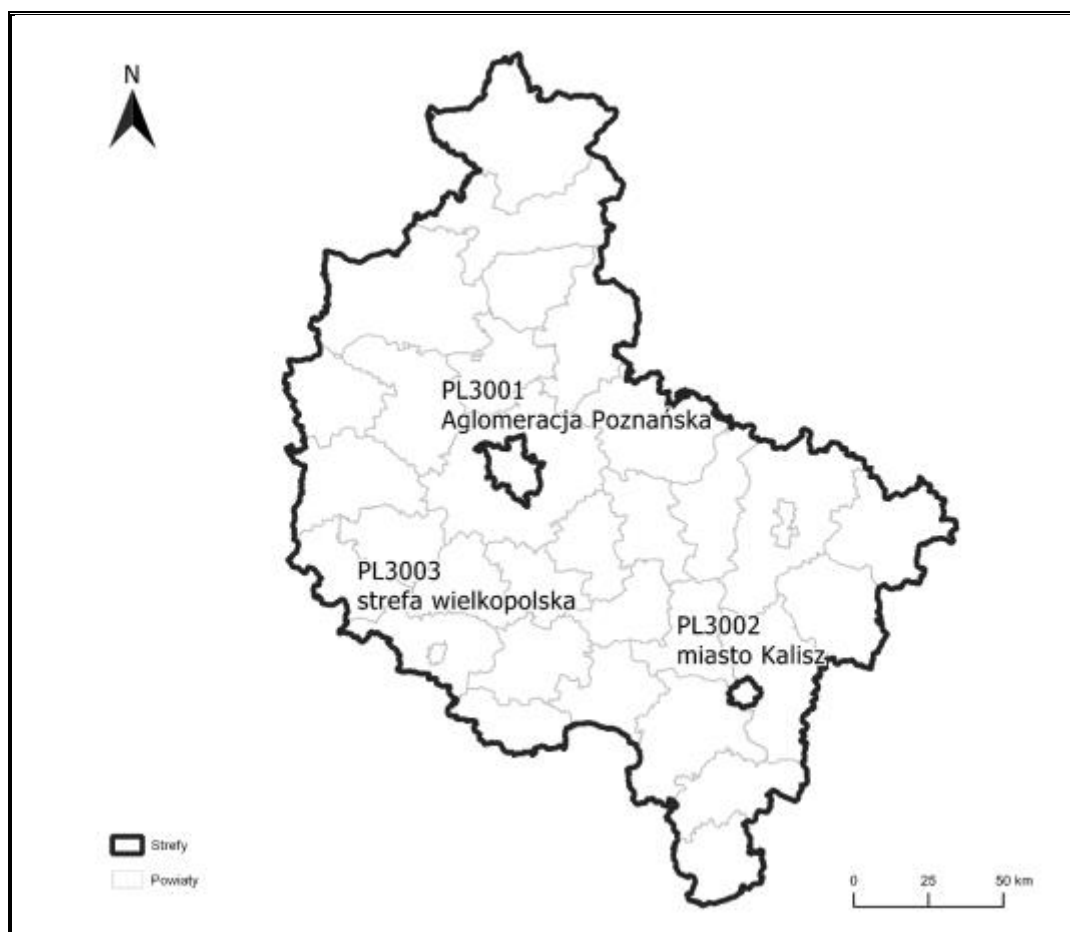 N
PL3001
Aglomeracja Poznańska
PL3003
strefa wielkopolska
PL3002
miasto Kalisz
Strefy
Powiaty
0 25 50 km